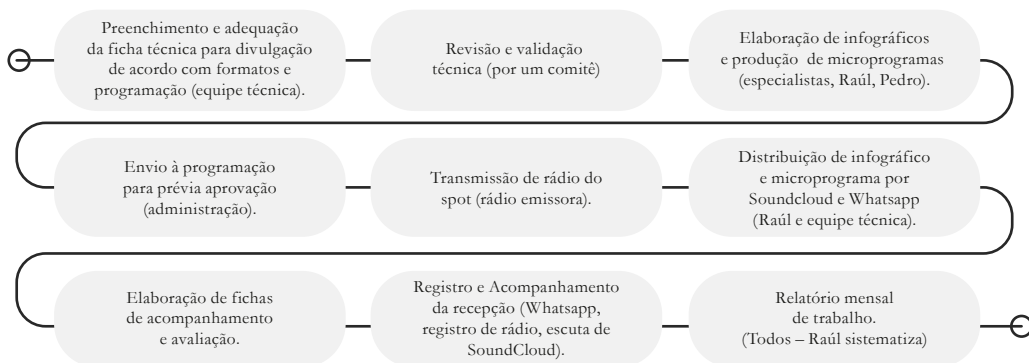 Preenchimento e adequação
da ficha técnica para divulgação
de acordo com formatos e
programação (equipe técnica).
Revisão e validação
técnica (por um comitê)
Elaboração de infográficos
e produção de microprogramas
(especialistas, Raúl, Pedro).
Envio à programação
para prévia aprovação
(administração).
Transmissão de rádio do
spot (rádio emissora).
Distribuição de infográfico
e microprograma por
Soundcloud e Whatsapp
(Raúl e equipe técnica).
Elaboração de fichas
de acompanhamento
e avaliação.
Registro e Acompanhamento
da recepção (Whatsapp,
registro de rádio, escuta de
SoundCloud).
Relatório mensal
de trabalho.
(Todos – Raúl sistematiza)